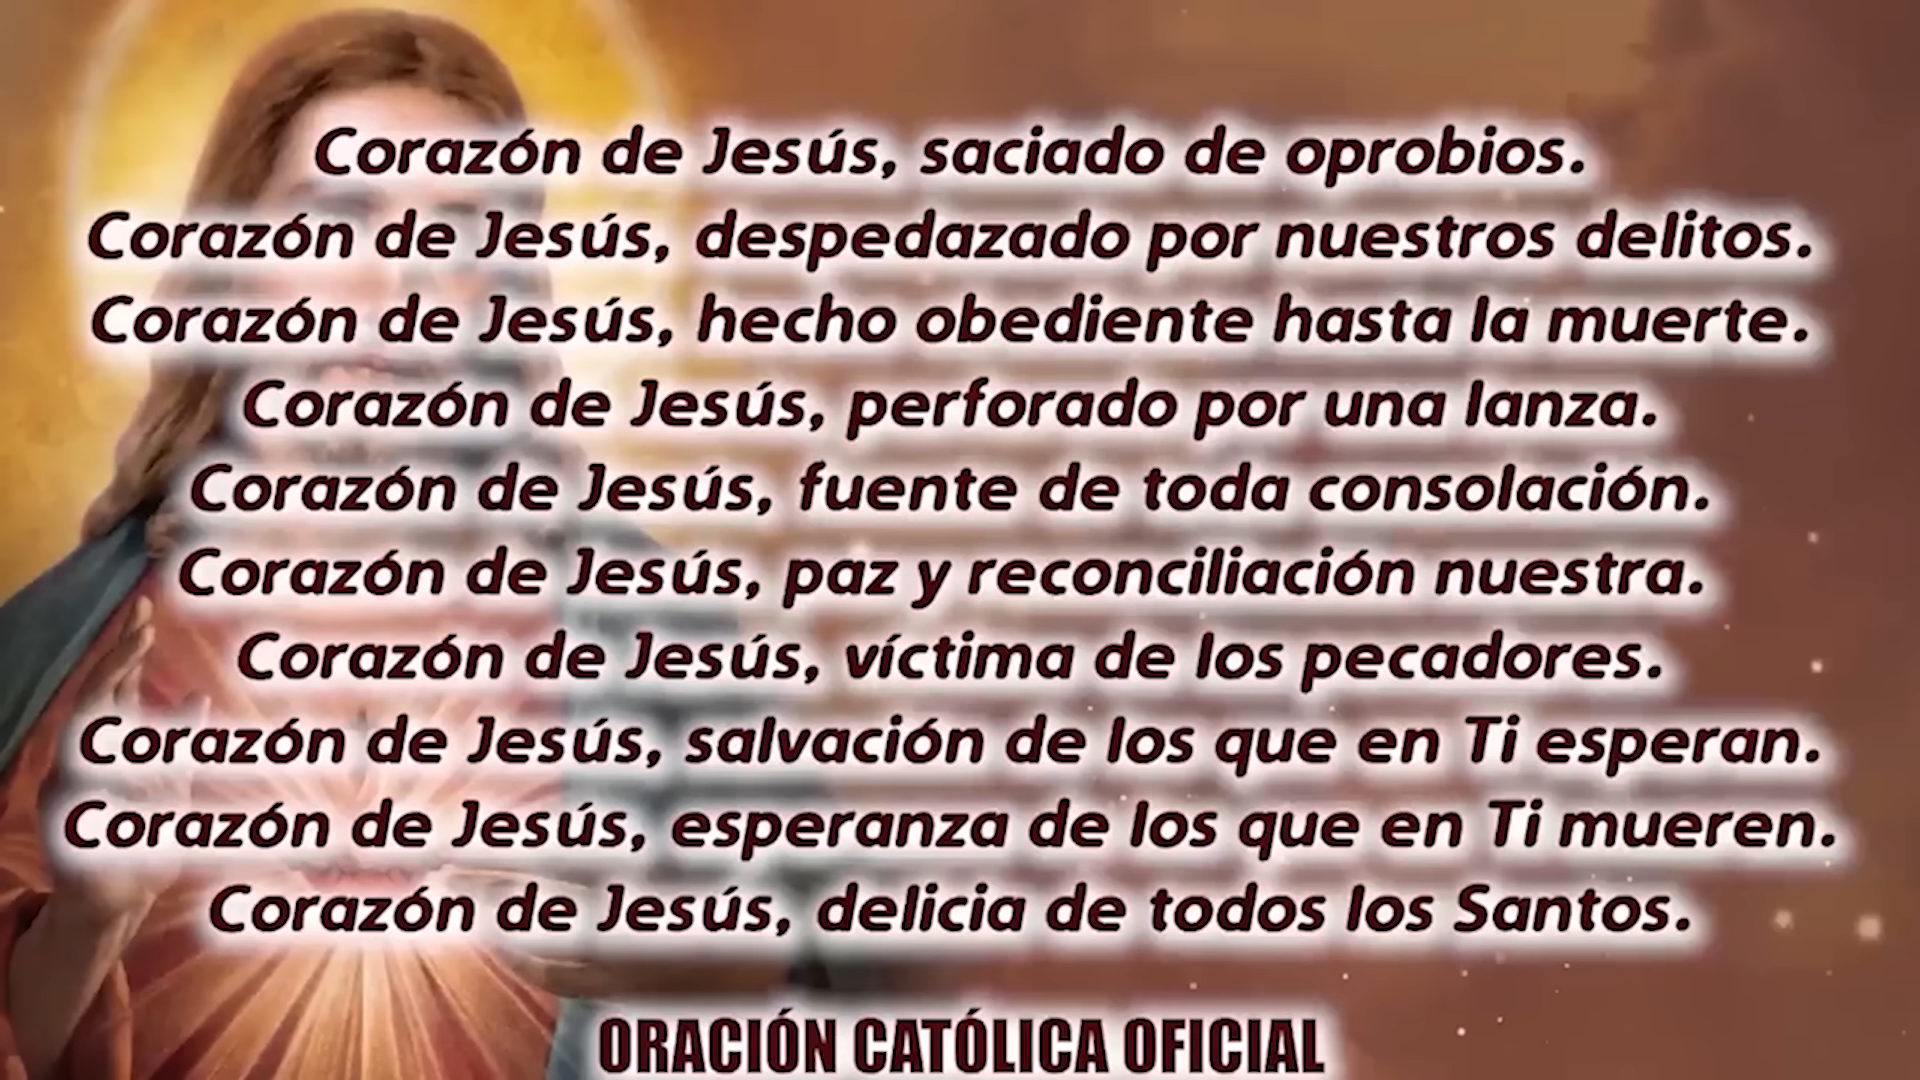 Corazón de Jesús, saciado de oprobios.
Corazón de Jesús, despedazado por nuestros delitos.
Corazón de Jesús, hecho obediente hasta la muerte.
Corazón de Jesús, perforado por una lanza.
Corazón de Jesús, fuente de toda consolación.
Corazón de Jesús, paz y reconciliación nuestra.
Corazón de Jesús, víctima de los pecadores.
Corazón de Jesús, salvación de los que en Ti esperan.
Corazón de Jesús, esperanza de los que en Ti mueren.
Corazón de Jesús, delicia de todos los Santos.
ORACIÓN CATÓLICA OFICIAL